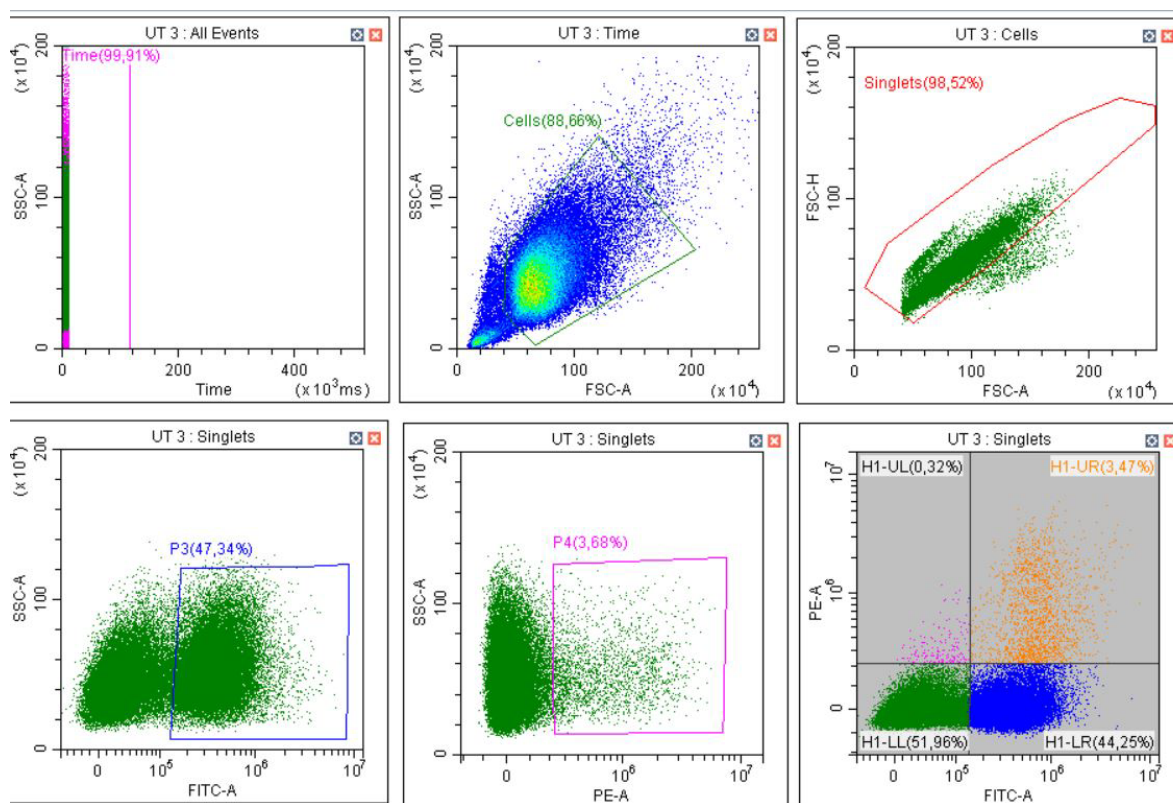 UT 3 : All Events
Time(99,91%)
(x 10⁴)
200
100
0
SSC-A
0
200
400
Time
(x 10³ ms)
UT 3 : Time
Cells(88,66%)
(x 10⁴)
200
100
0
SSC-A
0
100
200
FSC-A
(x 10⁴)
UT 3 : Cells
Singlets(98,52%)
(x 10⁴)
200
100
0
FSC-H
0
100
200
FSC-A
(x 10⁴)
UT 3 : Singlets
P3(47,34%)
(x 10⁴)
200
100
0
SSC-A
0
10⁵
10⁶
10⁷
FITC-A
UT 3 : Singlets
P4(3,68%)
(x 10⁴)
200
100
0
SSC-A
0
10⁶
10⁷
PE-A
UT 3 : Singlets
H1-UL(0,32%)
H1-UR(3,47%)
10⁷
10⁶
0
PE-A
H1-LL(51,96%)
H1-LR(44,25%)
0
10⁵
10⁶
10⁷
FITC-A